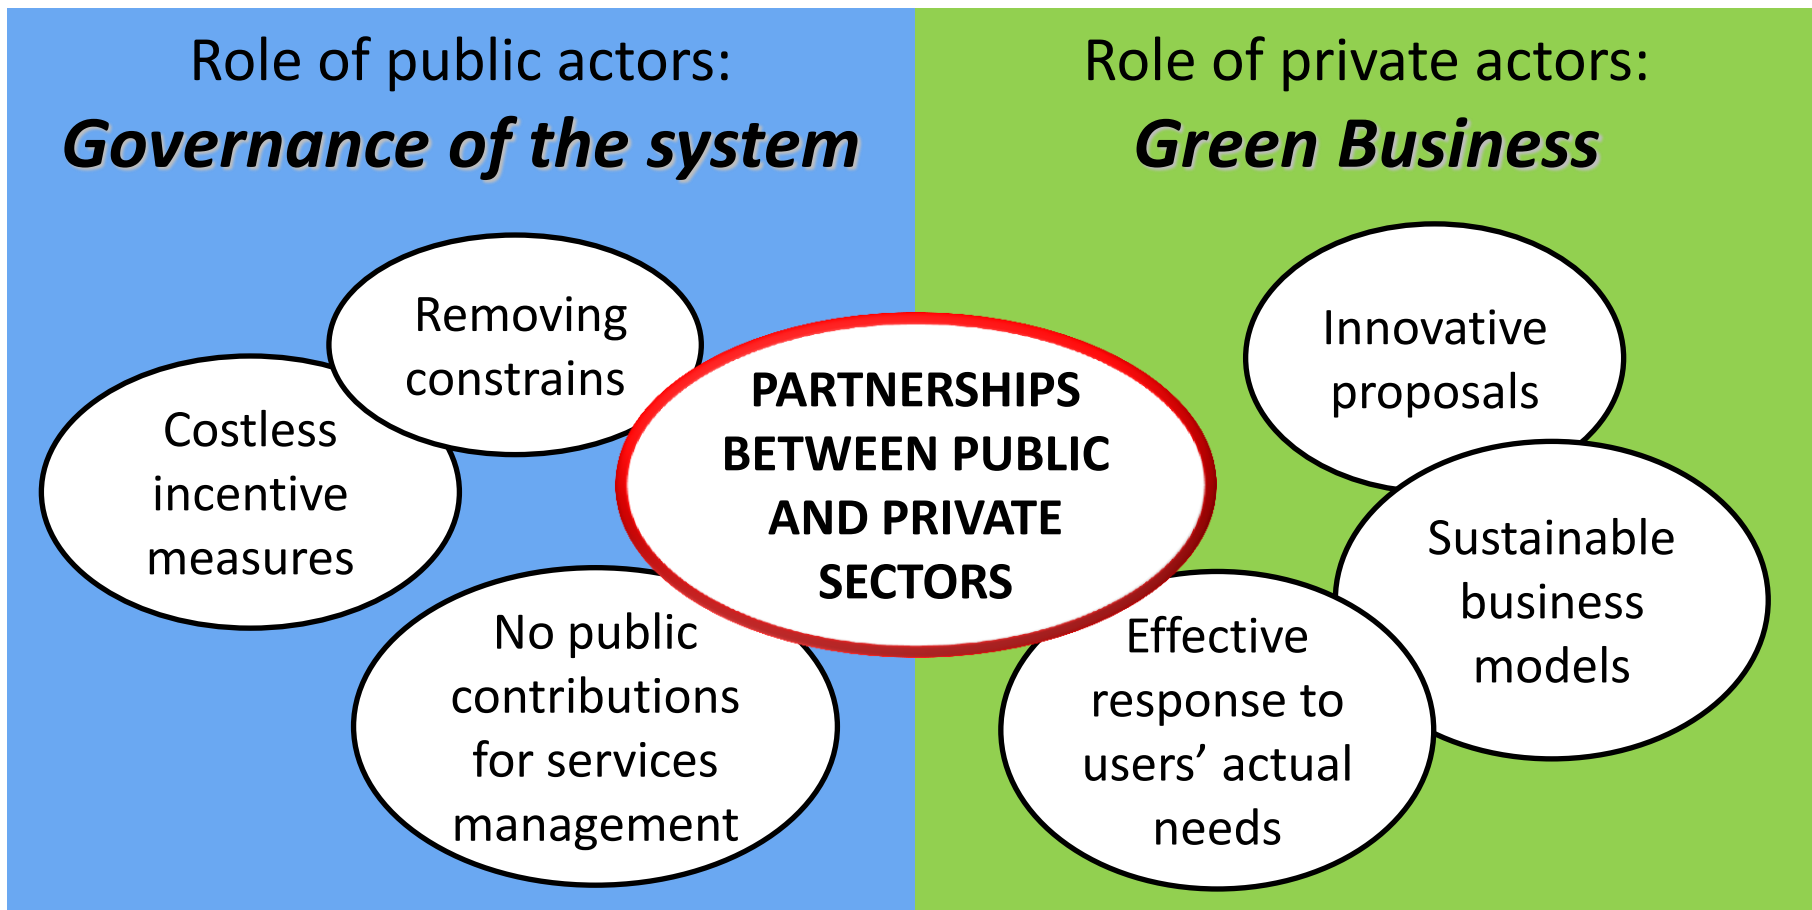 Role of public actors:
Governance of the system
Removing
constrains
Costless
incentive
measures
No public
contributions
for services
management
PARTNERSHIPS
BETWEEN PUBLIC
AND PRIVATE
SECTORS
Role of private actors:
Green Business
Innovative
proposals
Sustainable
business
models
Effective
response to
users’ actual
needs